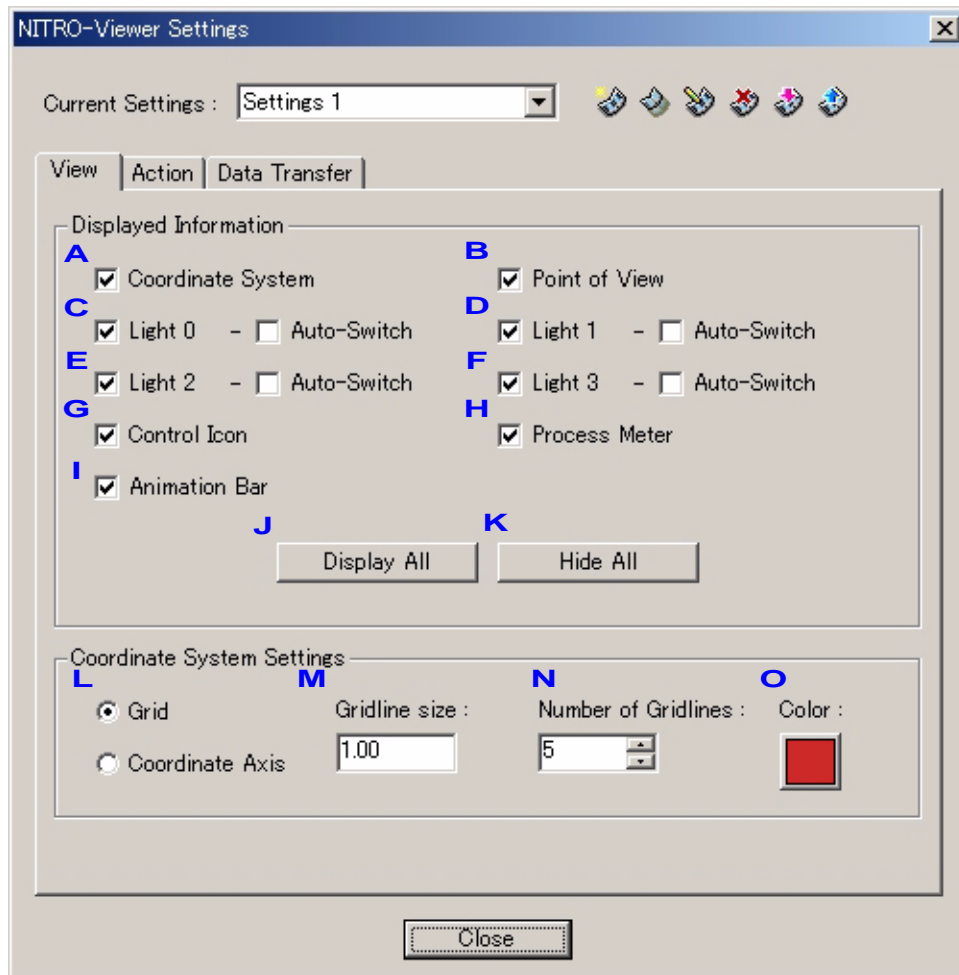 NITRO-Viewer Settings
Current Settings : Settings 1
View Action Data Transfer
Displayed Information
A B
Coordinate System Point of View
C D
Light 0 - Auto-Switch Light 1 - Auto-Switch
E F
Light 2 - Auto-Switch Light 3 - Auto-Switch
G H
Control Icon Process Meter
I
Animation Bar
J K
Display All Hide All
Coordinate System Settings
L M N O
Grid Gridline size : Number of Gridlines : Color :
1.00 5
Coordinate Axis
Close